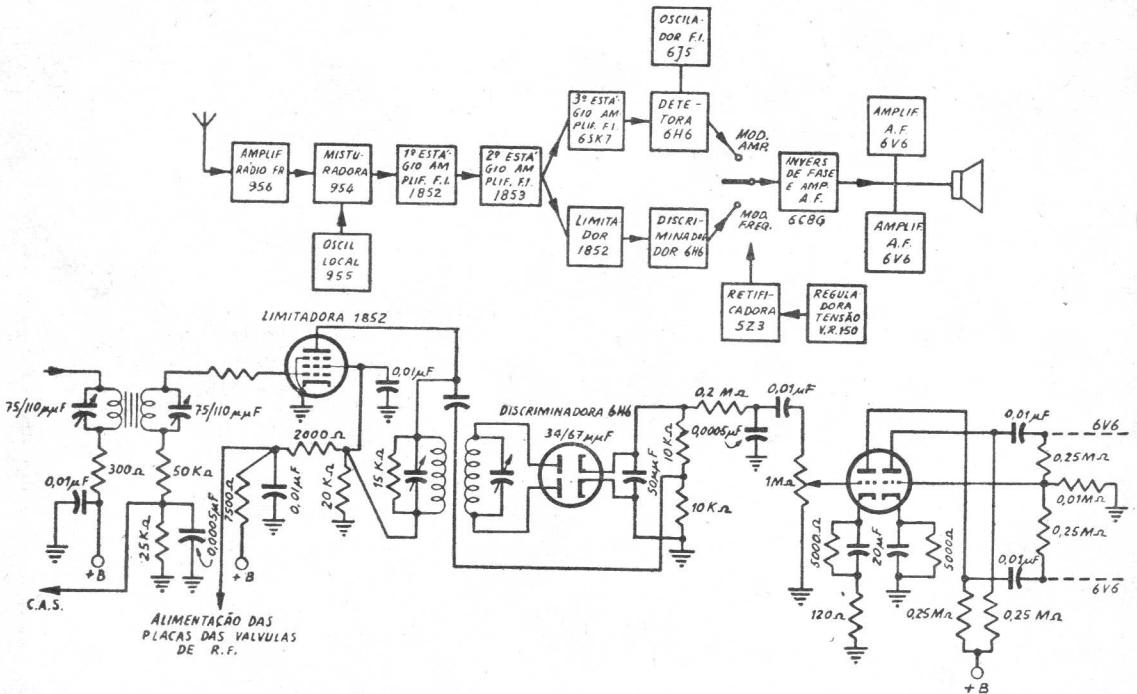 OSCILA-
DOR F.I.
6J5
3º ESTÁ-
GIO AM
PLIF. F.I.
6SK7
DETE-
TORA
6H6
MOD.
AMP.
AMPLIF.
A.F.
6V6
AMPLIF
RÁDIO FR
956
MISTU-
RADORA
954
1º ESTÁ-
GIO AM
PLIF. F.I.
1852
2º ESTÁ-
GIO AM
PLIF. F.I.
1853
INVERS
DE FASE
E AMP.
A.F.
6C8G
OSCIL
LOCAL
955
LIMITA
DOR
1852
DISCRI-
MINADOR
DOR 6H6
MOD.
FREQ.
AMPLIF.
A.F.
6V6
RETIFI-
CADORA
5Z3
REGULA
DORA
TENSÃO
V.R.150
LIMITADORA 1852
75/110µµF
75/110µµF
0,01µF
300Ω
50KΩ
0,01µF
25KΩ
0,0005µF
+B
C.A.S.
2000Ω
7500Ω
0,01µF
20KΩ
+B
ALIMENTAÇÃO DAS
PLACAS DAS VALVULAS
DE R.F.
15KΩ
DISCRIMINADORA 6H6
34/67µµF
50µµF
10KΩ
10KΩ
0,2 MΩ
0,01µF
0,0005µF
1MΩ
5000Ω
20µF
5000Ω
120Ω
0,25MΩ
0,25 MΩ
+B
0,01µF
6V6
0,25MΩ
0,01MΩ
0,25MΩ
0,01µF
6V6